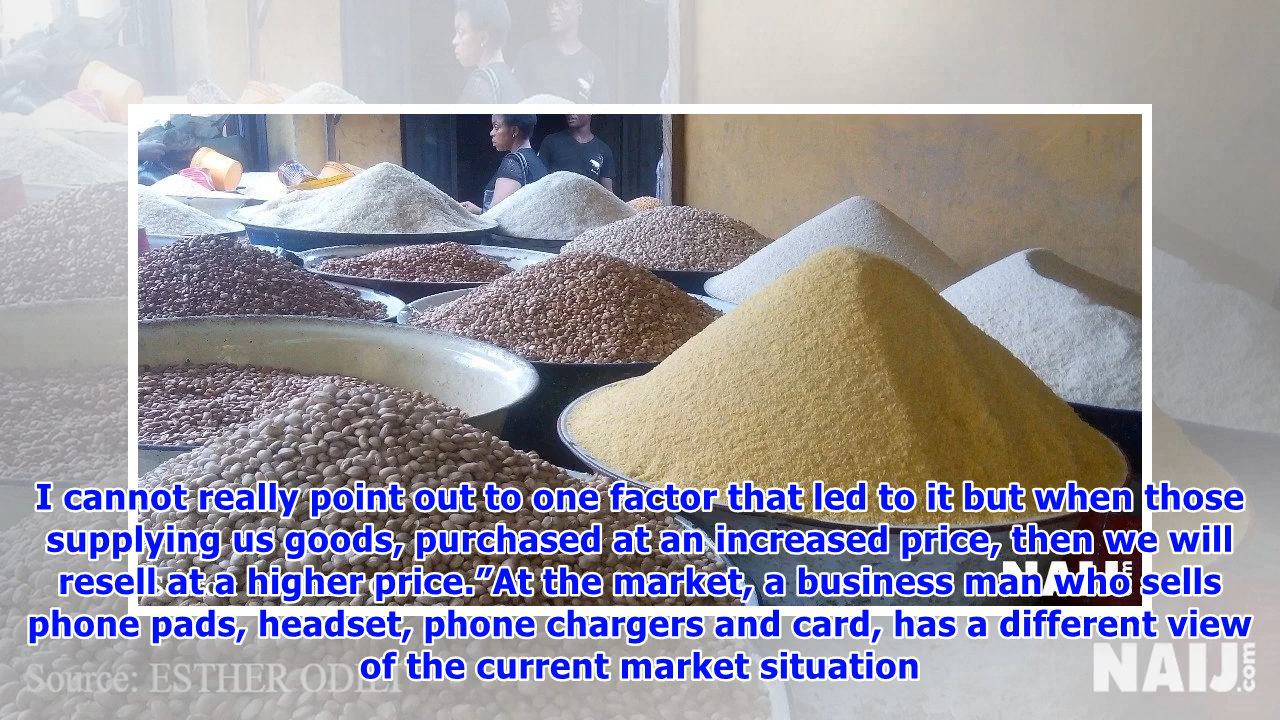 I cannot really point out to one factor that led to it but when those
supplying us goods, purchased at an increased price, then we will
resell at a higher price.”At the market, a business man who sells
phone pads, headset, phone chargers and card, has a different view
of the current market situation
NAIJ.com
Source: ESTHER ODILI
NAIJ.com